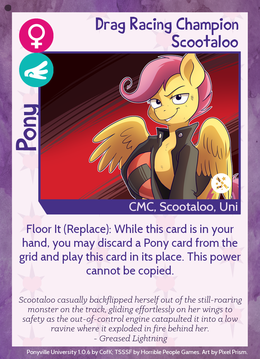 Drag Racing Champion
Scootaloo
Pony
CMC, Scootaloo, Uni
Floor It (Replace): While this card is in your
hand, you may discard a Pony card from the
grid and play this card in its place. This power
cannot be copied.
Scootaloo casually backflipped herself out of the still-roaring
monster on the track, gliding effortlessly on her wings to
safety as the out-of-control engine catapulted it into a low
ravine where it exploded in fire behind her.
- Greased Lightning
Ponyville University 1.0.6 by CofK, TSSSF by Horrible People Games. Art by Pixel Prism.